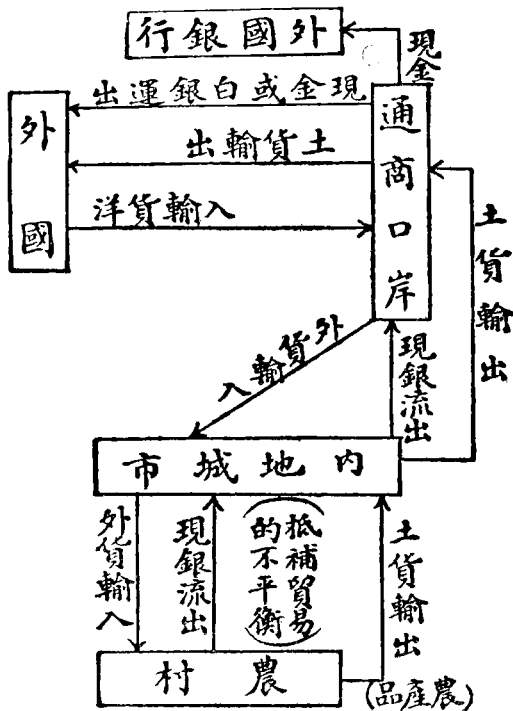 外國銀行
現金
現金或白銀運出
外國
通商口岸
土貨輸出
洋貨輸入
土貨輸出
外貨輸入
現銀流出
內地城市
外貨輸入
現銀流出
(抵補貿易
的不平衡)
土貨輸出
農村
(農產品)